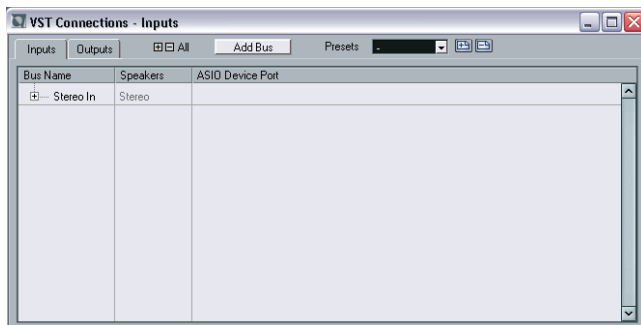 VST Connections - Inputs
Inputs Outputs All Add Bus Presets -
Bus Name Speakers ASIO Device Port
Stereo In Stereo